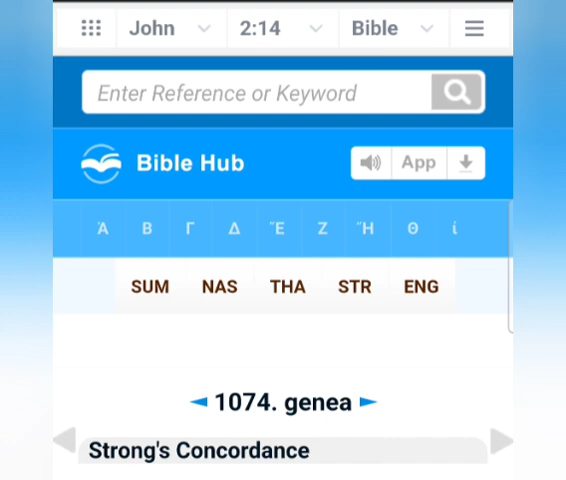 John 2:14 Bible
Enter Reference or Keyword
Bible Hub App
Ἀ Β Γ Δ Ἔ Ζ Ἤ Θ ἰ
SUM NAS THA STR ENG
1074. genea
Strong's Concordance